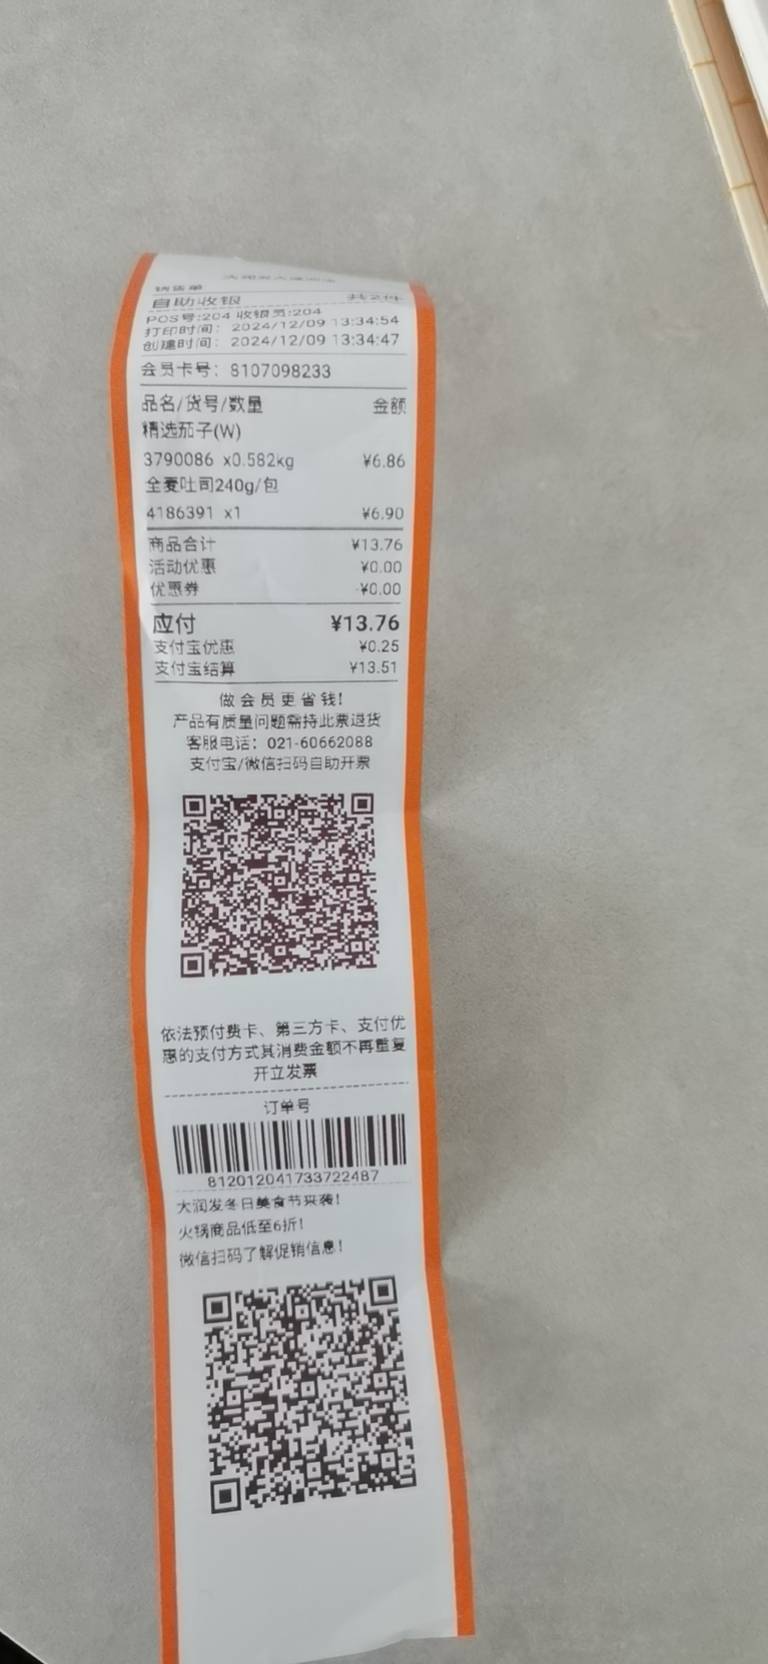 销售单
自助收银 共2件
POS号:204 收银员:204
打印时间: 2024/12/09 13:34:54
创建时间: 2024/12/09 13:34:47
会员卡号: 8107098233
品名/货号/数量 金额
精选茄子(W)
3790086 x0.582kg ¥6.86
全麦吐司240g/包
4186391 x1 ¥6.90
商品合计 ¥13.76
活动优惠 ¥0.00
优惠券 -¥0.00
应付 ¥13.76
支付宝优惠 ¥0.25
支付宝结算 ¥13.51
做会员更省钱!
产品有质量问题需持此票退货
客服电话: 021-60662088
支付宝/微信扫码自助开票
依法预付费卡、第三方卡、支付优
惠的支付方式其消费金额不再重复
开立发票
订单号
812012041733722487
大润发冬日美食节来袭!
火锅商品低至6折!
微信扫码了解促销信息!